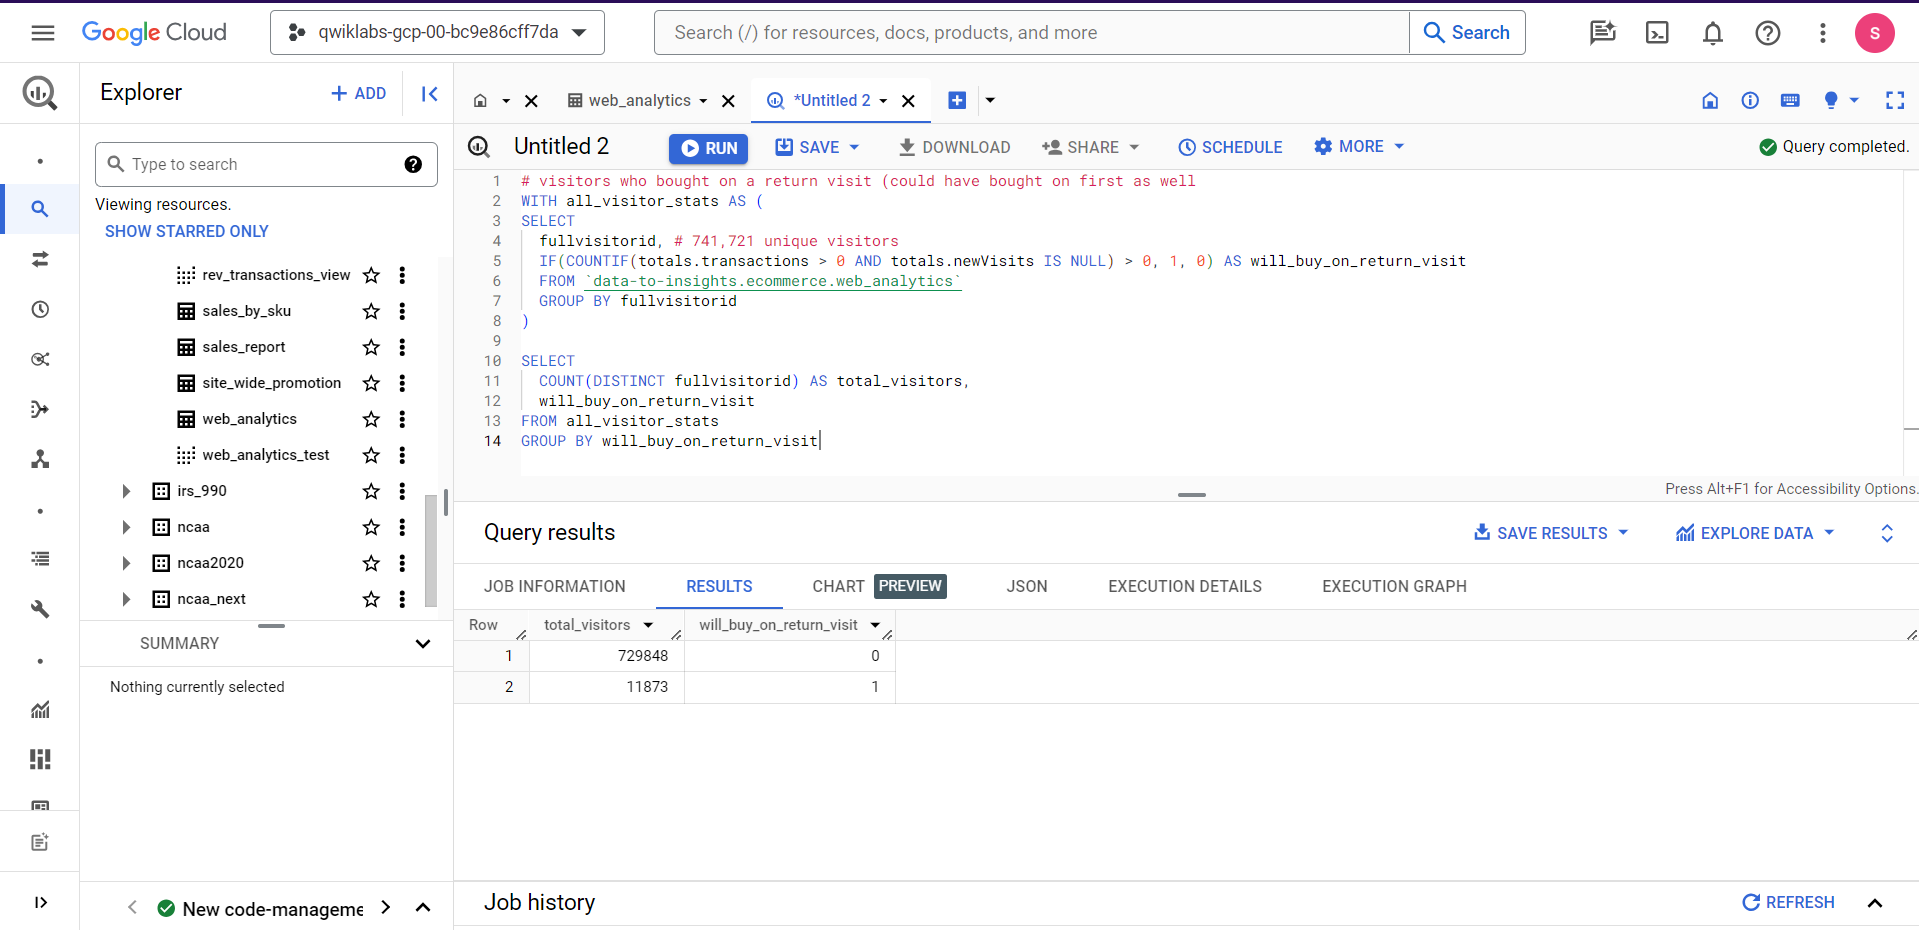 Google Cloud
qwiklabs-gcp-00-bc9e86cff7da
Search (/) for resources, docs, products, and more
Search
S
Explorer
+ ADD
web_analytics
*Untitled 2
Type to search
Viewing resources.
SHOW STARRED ONLY
rev_transactions_view
sales_by_sku
sales_report
site_wide_promotion
web_analytics
web_analytics_test
irs_990
ncaa
ncaa2020
ncaa_next
SUMMARY
Nothing currently selected
New code-manageme
Untitled 2
RUN
SAVE
DOWNLOAD
SHARE
SCHEDULE
MORE
Query completed.
1 # visitors who bought on a return visit (could have bought on first as well
2 WITH all_visitor_stats AS (
3 SELECT
4 fullvisitorid, # 741,721 unique visitors
5 IF(COUNTIF(totals.transactions > 0 AND totals.newVisits IS NULL) > 0, 1, 0) AS will_buy_on_return_visit
6 FROM `data-to-insights.ecommerce.web_analytics`
7 GROUP BY fullvisitorid
8 )
9
10 SELECT
11 COUNT(DISTINCT fullvisitorid) AS total_visitors,
12 will_buy_on_return_visit
13 FROM all_visitor_stats
14 GROUP BY will_buy_on_return_visit
Press Alt+F1 for Accessibility Options.
Query results
SAVE RESULTS
EXPLORE DATA
JOB INFORMATION
RESULTS
CHART PREVIEW
JSON
EXECUTION DETAILS
EXECUTION GRAPH
Row total_visitors will_buy_on_return_visit
1 729848 0
2 11873 1
Job history
REFRESH